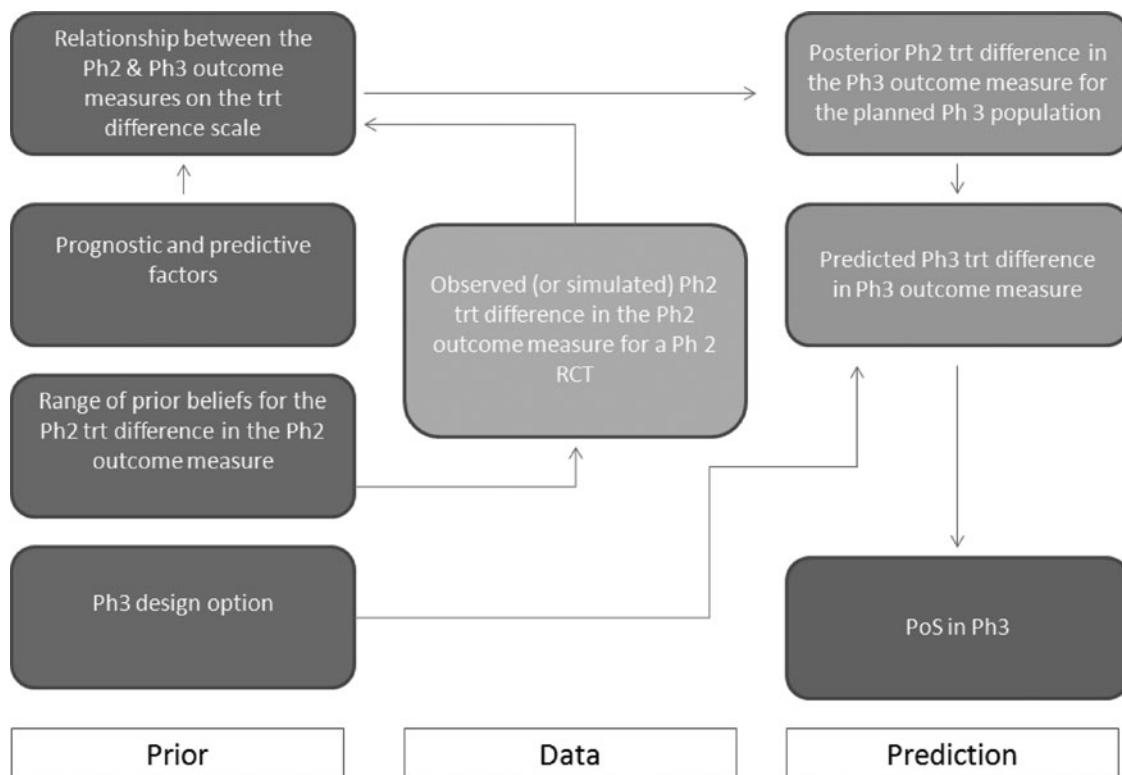 Relationship between the
Ph2 & Ph3 outcome
measures on the trt
difference scale
Prognostic and predictive
factors
Range of prior beliefs for the
Ph2 trt difference in the Ph2
outcome measure
Ph3 design option
Prior
Observed (or simulated) Ph2
trt difference in the Ph2
outcome measure for a Ph 2
RCT
Data
Posterior Ph2 trt difference in
the Ph3 outcome measure for
the planned Ph 3 population
Predicted Ph3 trt difference
in Ph3 outcome measure
PoS in Ph3
Prediction